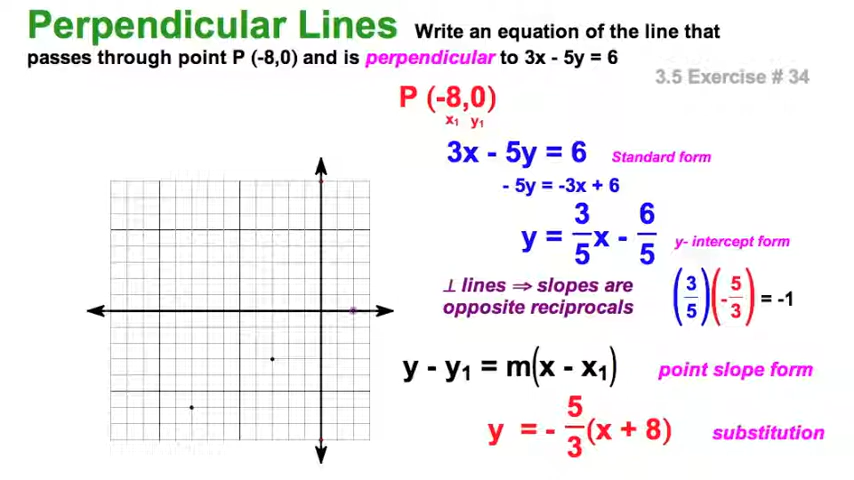 Perpendicular Lines Write an equation of the line that
passes through point P (-8,0) and is perpendicular to 3x - 5y = 6
3.5 Exercise # 34
P (-8,0)
x₁ y₁
3x - 5y = 6 Standard form
- 5y = -3x + 6
y = 3/5 x - 6/5 y- intercept form
⊥ lines ⇒ slopes are
opposite reciprocals
(3/5)(-5/3) = -1
y - y₁ = m(x - x₁) point slope form
y = - 5/3 (x + 8) substitution